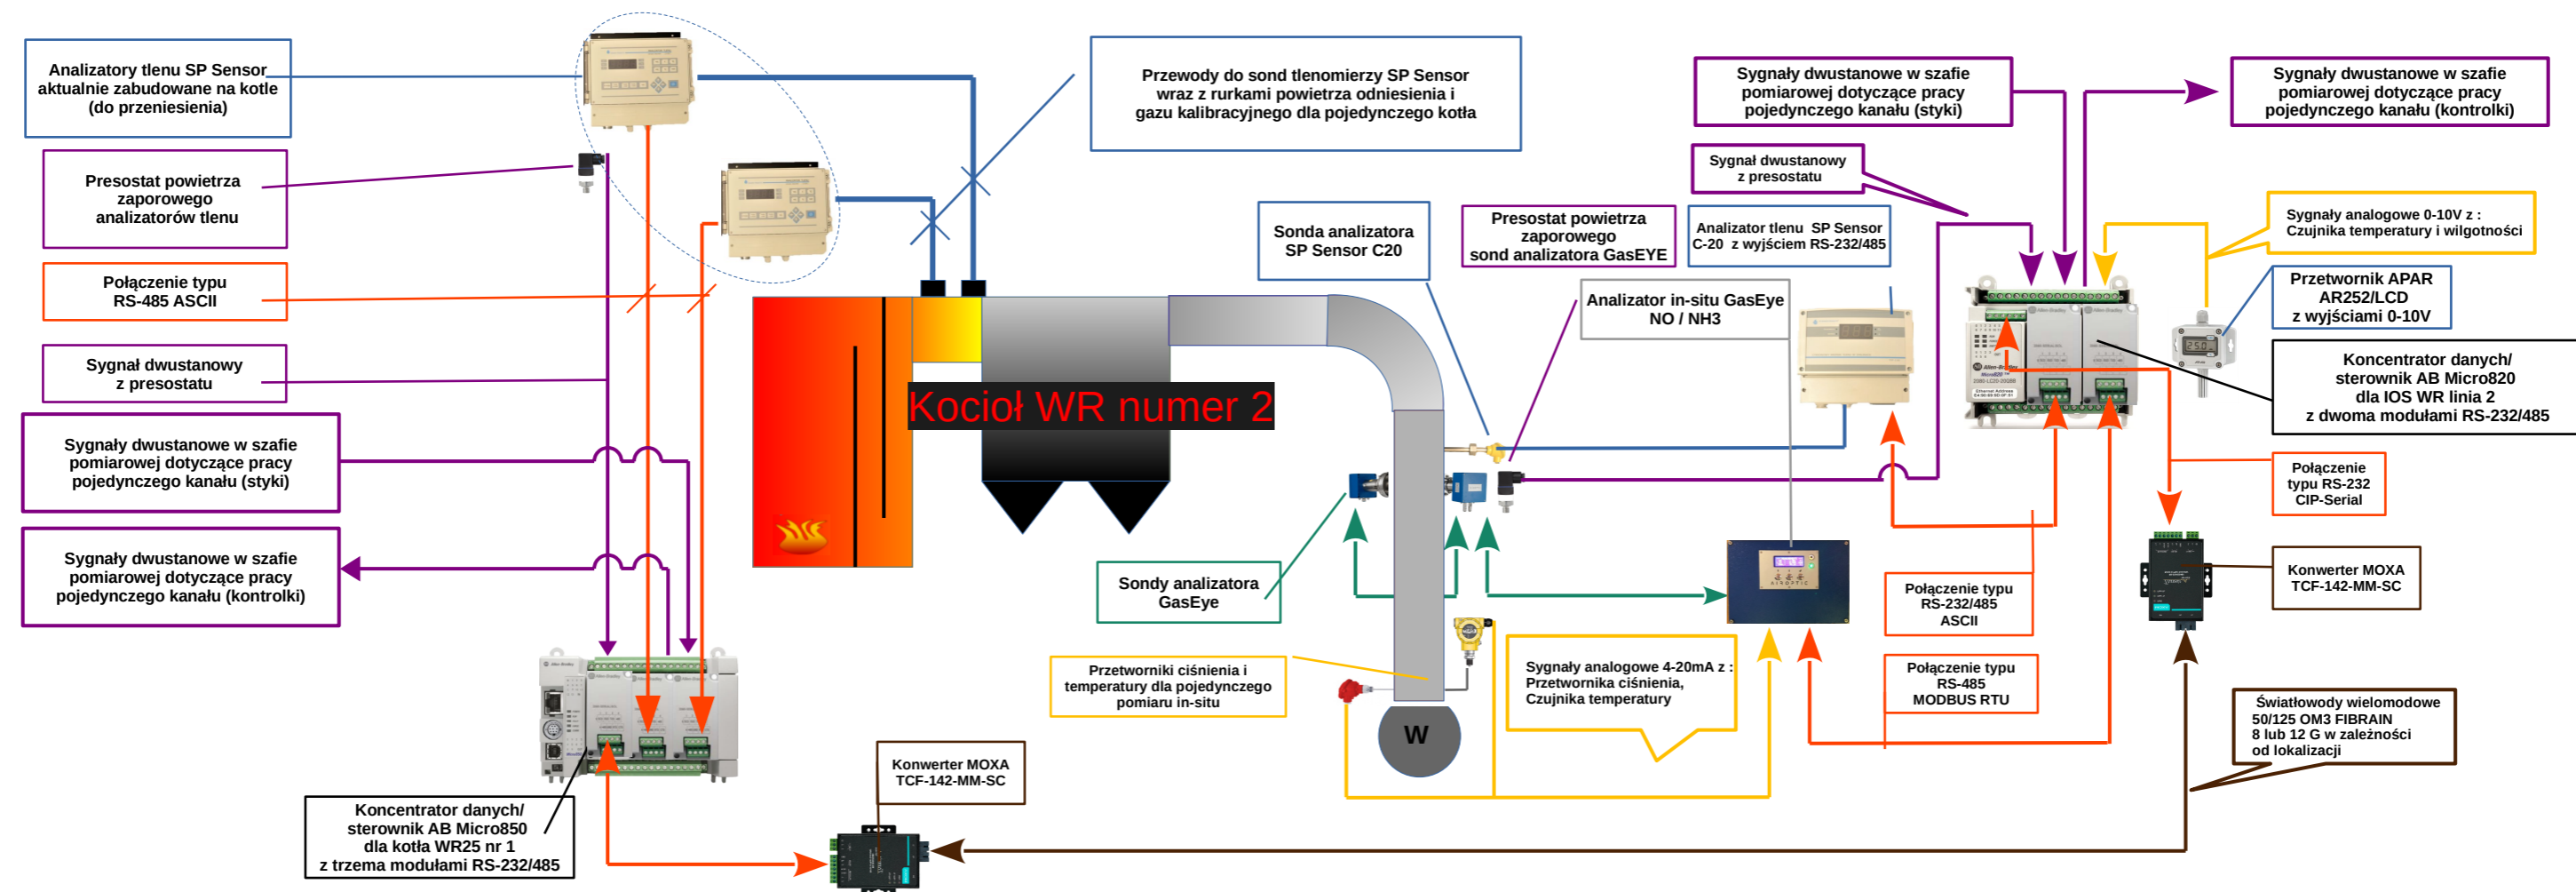 Analizatory tlenu SP Sensor
aktualnie zabudowane na kotle
(do przeniesienia)
Presostat powietrza
zaporowego
analizatorów tlenu
Połączenie typu
RS-485 ASCII
Sygnał dwustanowy
z presostatu
Sygnały dwustanowe w szafie
pomiarowej dotyczące pracy
pojedynczego kanału (styki)
Sygnały dwustanowe w szafie
pomiarowej dotyczące pracy
pojedynczego kanału (kontrolki)
Koncentrator danych/
sterownik AB Micro850
dla kotła WR25 nr 1
z trzema modułami RS-232/485
Konwerter MOXA
TCF-142-MM-SC
Przewody do sond tlenomierzy SP Sensor
wraz z rurkami powietrza odniesienia i
gazu kalibracyjnego dla pojedynczego kotła
Kocioł WR numer 2
Sonda analizatora
SP Sensor C20
Presostat powietrza
zaporowego
sond analizatora GasEYE
Analizator tlenu SP Sensor
C-20 z wyjściem RS-232/485
Analizator in-situ GasEye
NO / NH3
Sondy analizatora
GasEye
Przetworniki ciśnienia i
temperatury dla pojedynczego
pomiaru in-situ
W
AIROPTIC
Sygnały analogowe 4-20mA z :
Przetwornika ciśnienia,
Czujnika temperatury
Sygnały dwustanowe w szafie
pomiarowej dotyczące pracy
pojedynczego kanału (styki)
Sygnały dwustanowe w szafie
pomiarowej dotyczące pracy
pojedynczego kanału (kontrolki)
Sygnał dwustanowy
z presostatu
Sygnały analogowe 0-10V z :
Czujnika temperatury i wilgotności
Przetwornik APAR
AR252/LCD
z wyjściami 0-10V
Koncentrator danych/
sterownik AB Micro820
dla IOS WR linia 2
z dwoma modułami RS-232/485
Połączenie
typu RS-232
CIP-Serial
Konwerter MOXA
TCF-142-MM-SC
Połączenie typu
RS-232/485
ASCII
Połączenie typu
RS-485
MODBUS RTU
Światłowody wielomodowe
50/125 OM3 FIBRAIN
8 lub 12 G w zależności
od lokalizacji